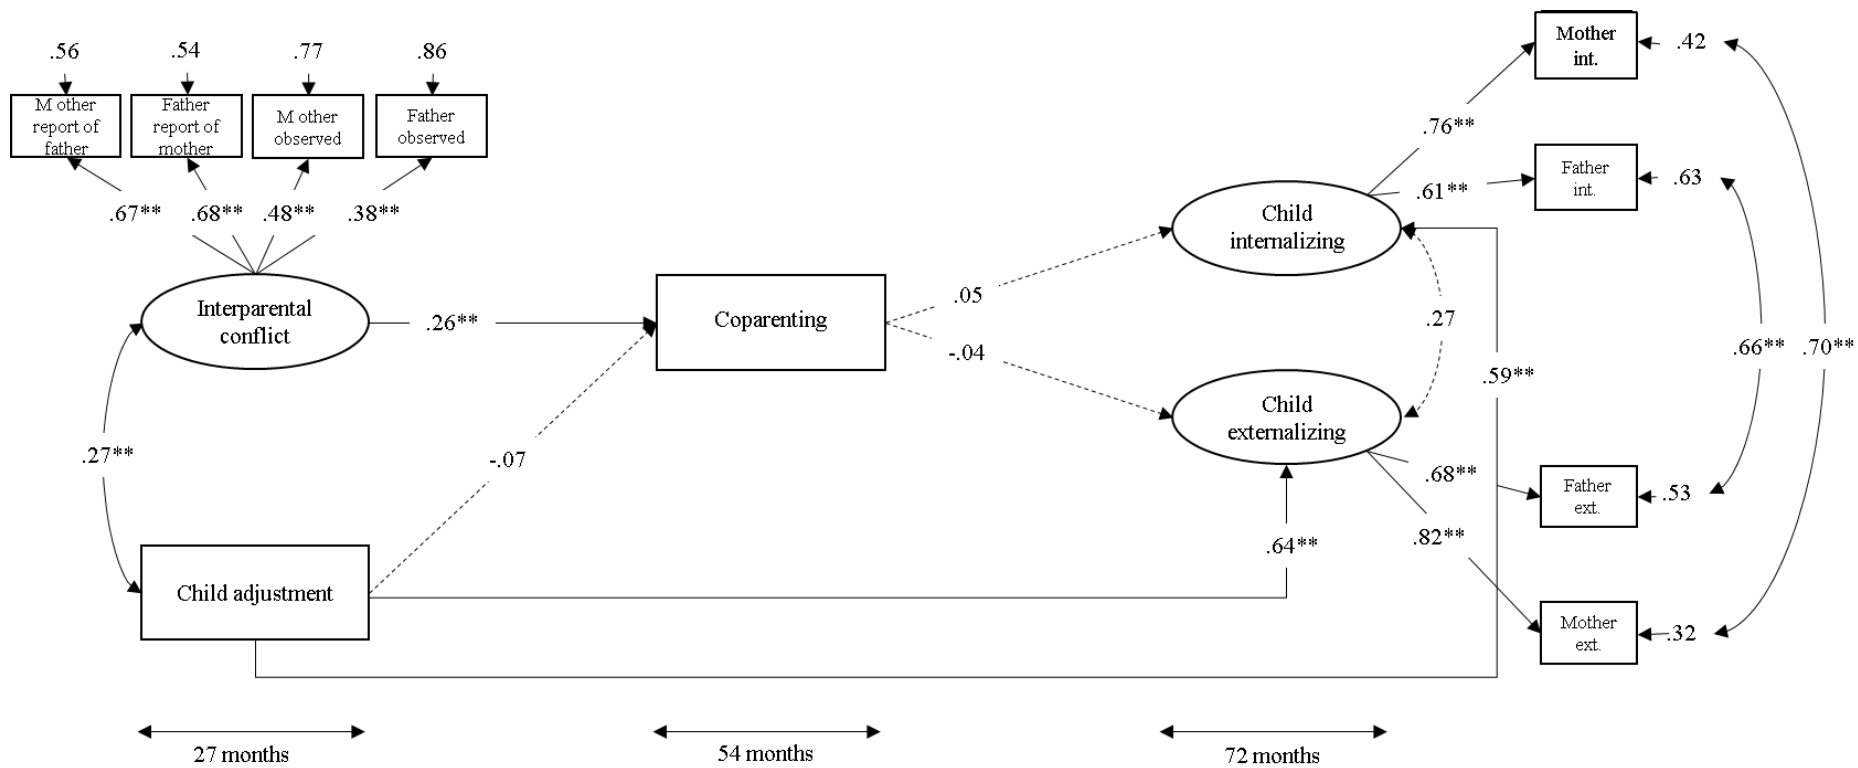 .56
.54
.77
.86
M other
report of
father
Father
report of
mother
M other
observed
Father
observed
.67**
.68**
.48**
.38**
Interparental
conflict
.26**
.27**
-.07
Child adjustment
Coparenting
.05
-.04
Child
internalizing
Child
externalizing
.27
.64**
.59**
.76**
.61**
.68**
.82**
Mother
int.
.42
Father
int.
.63
Father
ext.
.53
Mother
ext.
.32
.66**
.70**
27 months
54 months
72 months